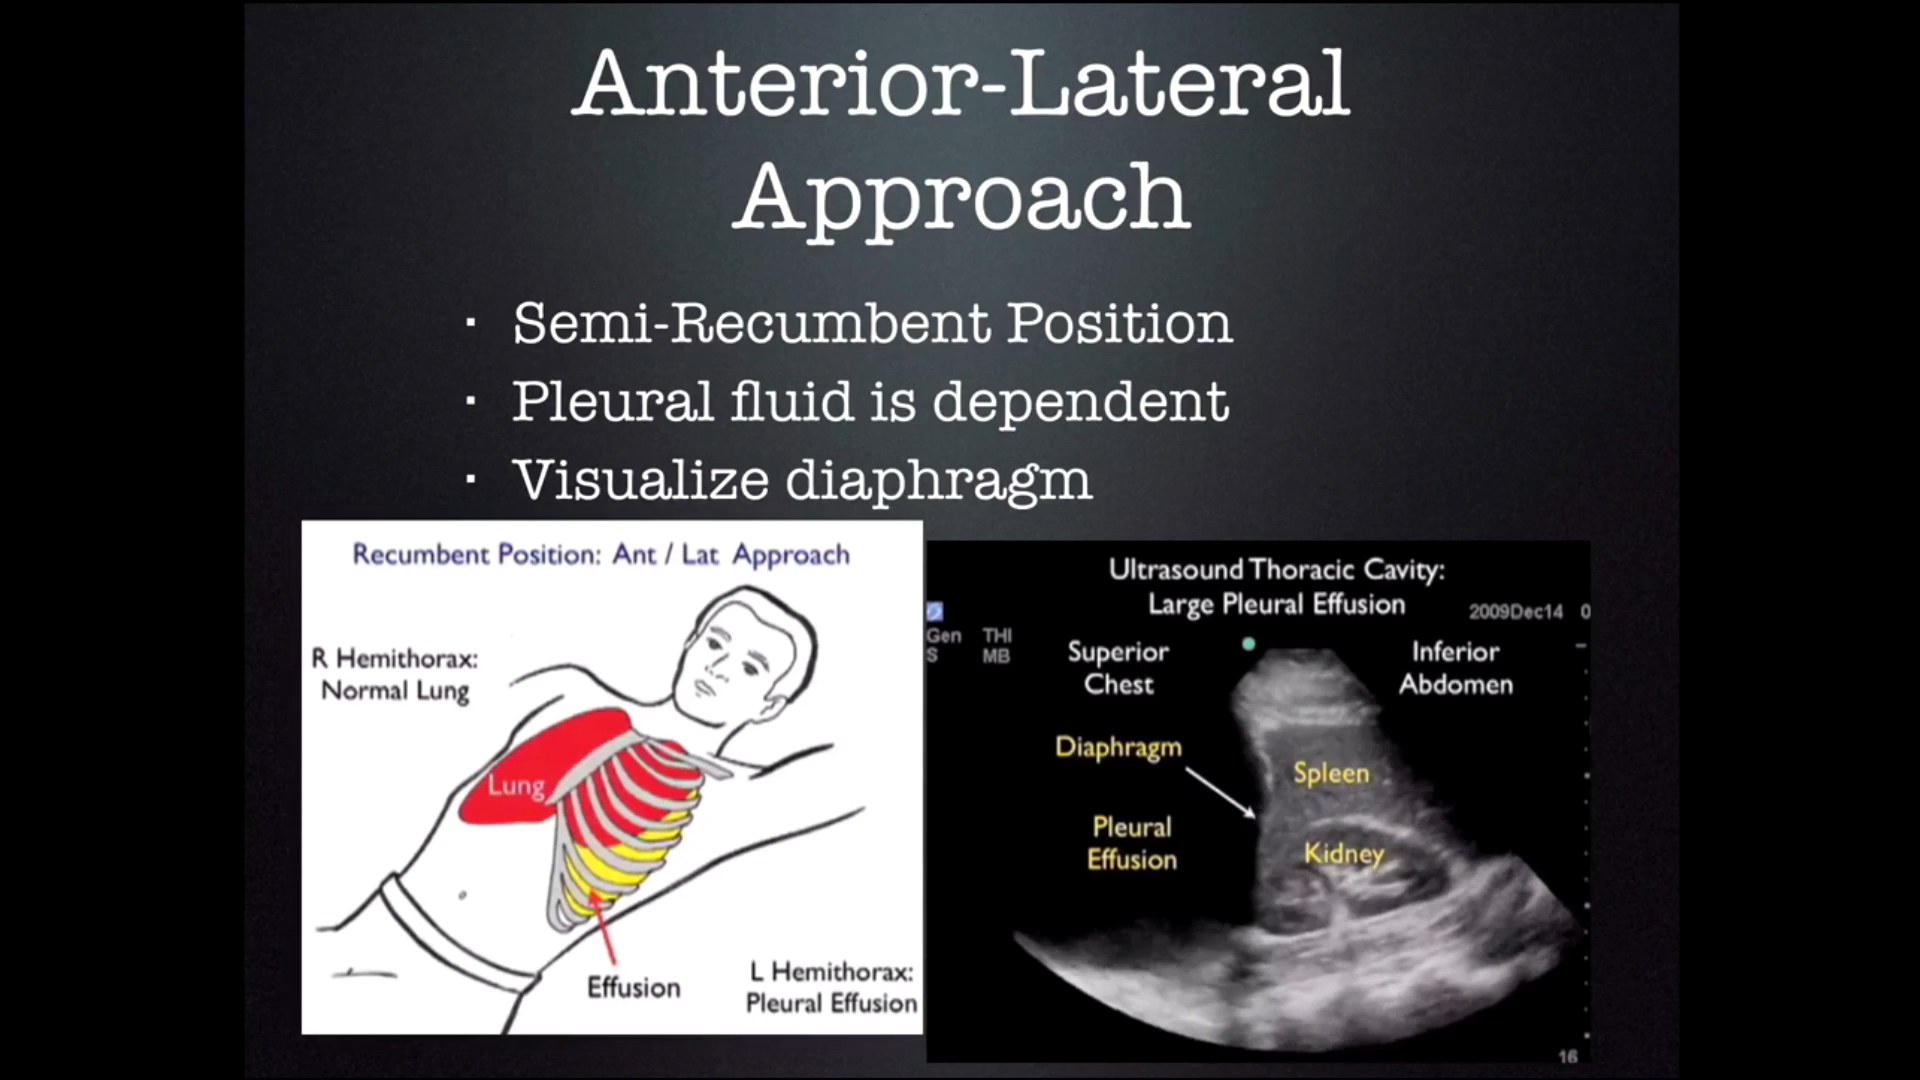 Anterior-Lateral
Approach
· Semi-Recumbent Position
· Pleural fluid is dependent
· Visualize diaphragm
Recumbent Position: Ant / Lat Approach
R Hemithorax:
Normal Lung
Lung
Effusion
L Hemithorax:
Pleural Effusion
Ultrasound Thoracic Cavity:
Large Pleural Effusion
2009Dec14 0
Gen THI
S MB
Superior
Chest
Inferior
Abdomen
Diaphragm
Spleen
Pleural
Effusion
Kidney
16